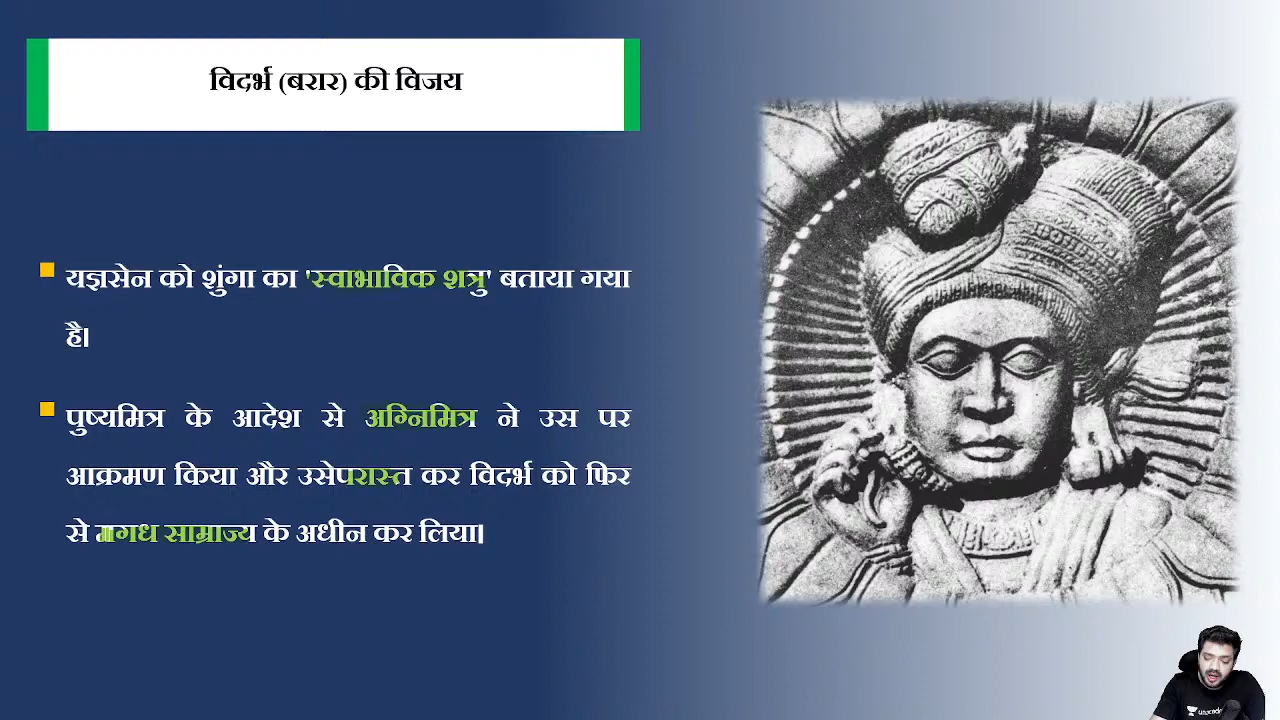 विदर्भ (बरार) की विजय
यज्ञसेन को शुंगा का 'स्वाभाविक शत्रु' बताया गया
है।
पुष्यमित्र के आदेश से अग्निमित्र ने उस पर
आक्रमण किया और उसेपरास्त कर विदर्भ को फिर
से मगध साम्राज्य के अधीन कर लिया।